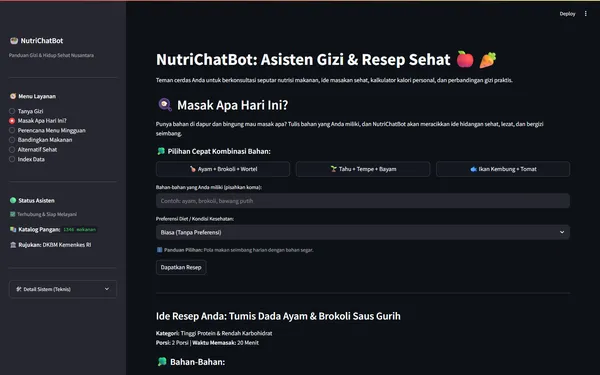 Deploy
NutriChatBot
Panduan Gizi & Hidup Sehat Nusantara
Menu Layanan
Tanya Gizi
Masak Apa Hari Ini?
Perencana Menu Mingguan
Bandingkan Makanan
Alternatif Sehat
Index Data
Status Asisten
Terhubung & Siap Melayani
Katalog Pangan: 1346 makanan
Rujukan: DKBM Kemenkes RI
Detail Sistem (Teknis)
NutriChatBot: Asisten Gizi & Resep Sehat
Teman cerdas Anda untuk berkonsultasi seputar nutrisi makanan, ide masakan sehat, kalkulator kalori personal, dan perbandingan gizi praktis.
Masak Apa Hari Ini?
Punya bahan di dapur dan bingung mau masak apa? Tulis bahan yang Anda miliki, dan NutriChatBot akan meracikkan ide hidangan sehat, lezat, dan bergizi
seimbang.
Pilihan Cepat Kombinasi Bahan:
Ayam + Brokoli + Wortel
Tahu + Tempe + Bayam
Ikan Kembung + Tomat
Bahan-bahan yang Anda miliki (pisahkan koma):
Contoh: ayam, brokoli, bawang putih
Preferensi Diet / Kondisi Kesehatan:
Biasa (Tanpa Preferensi)
Panduan Pilihan: Pola makan seimbang harian dengan bahan segar.
Dapatkan Resep
Ide Resep Anda: Tumis Dada Ayam & Brokoli Saus Gurih
Kategori: Tinggi Protein & Rendah Karbohidrat
Porsi: 2 Porsi | Waktu Memasak: 20 Menit
Bahan-Bahan: